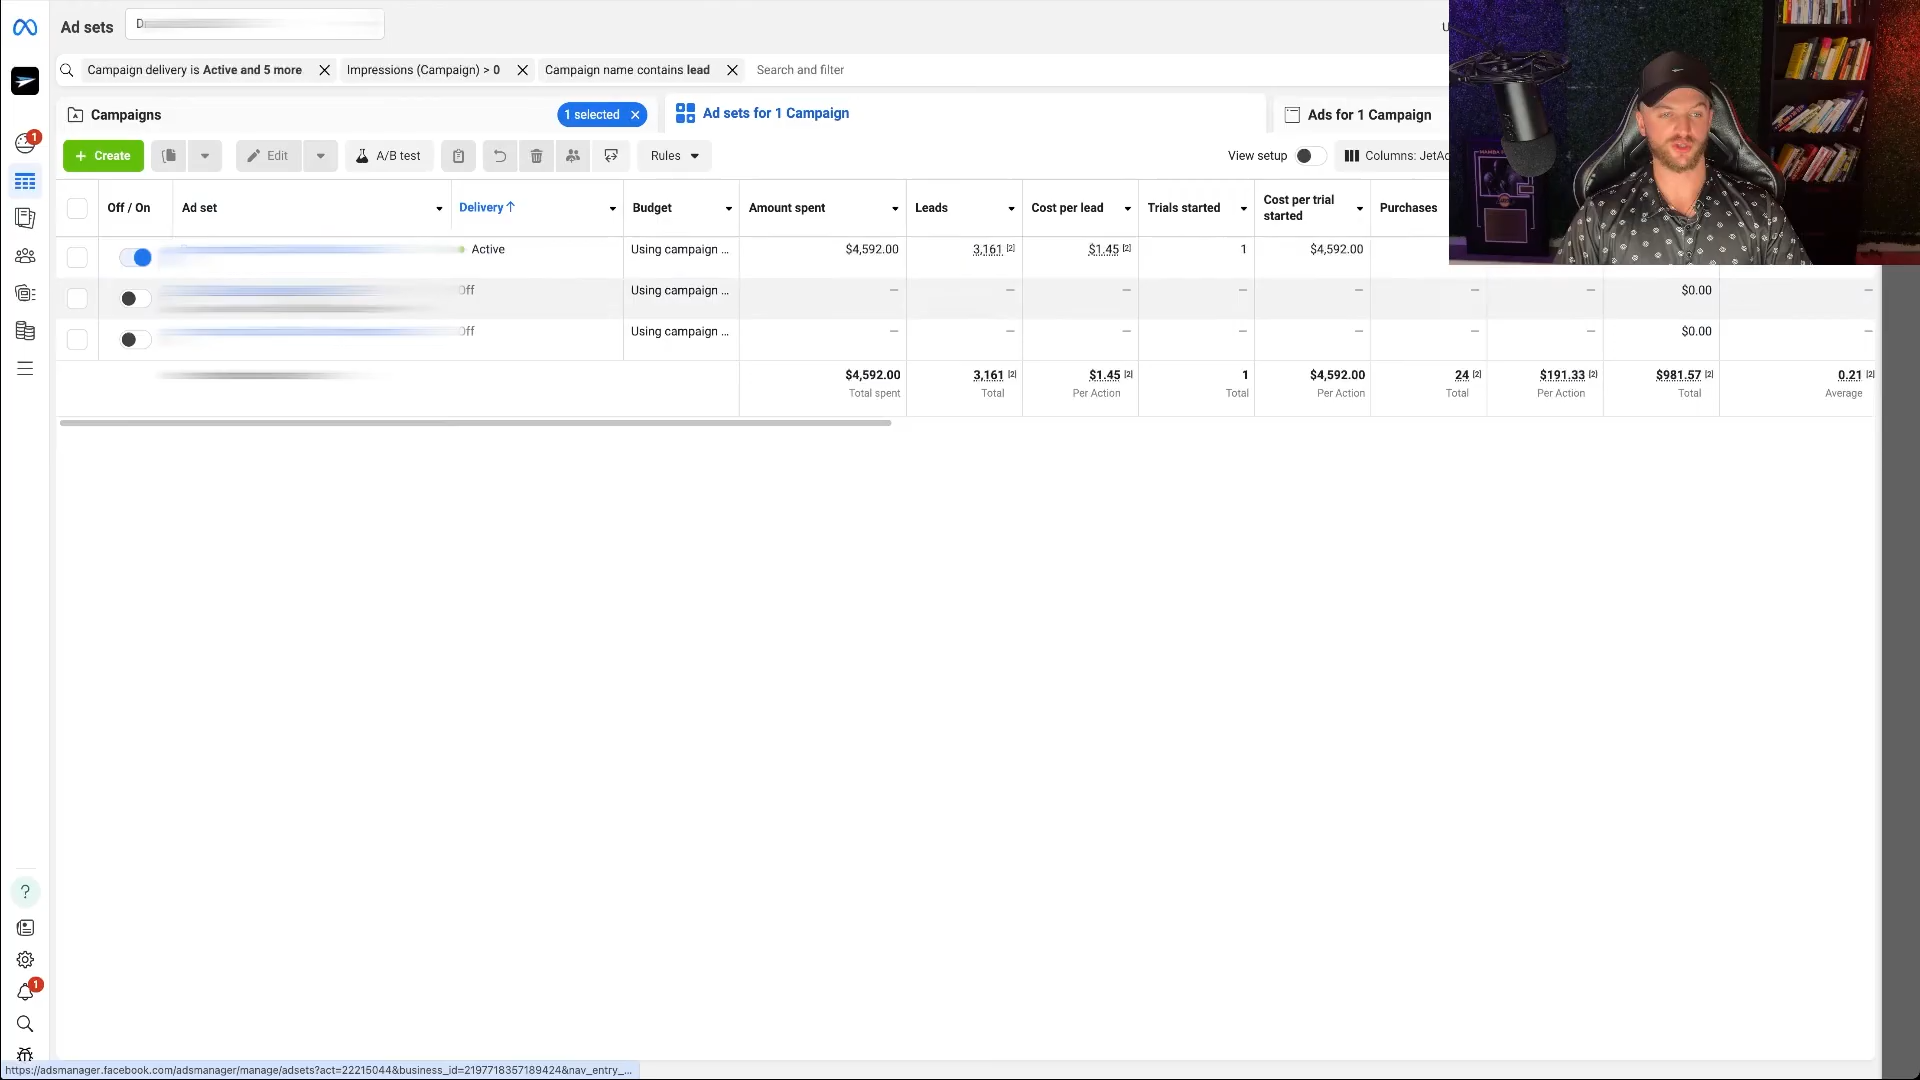 Ad sets
Campaign delivery is Active and 5 more
Impressions (Campaign) > 0
Campaign name contains lead
Search and filter
Campaigns
1 selected
Ad sets for 1 Campaign
Ads for 1 Campaign
+ Create
Edit
A/B test
Rules
View setup
Columns: JetAd
Off / On Ad set Delivery↑ Budget Amount spent Leads Cost per lead Trials started Cost per trial started Purchases
Active Using campaign ... $4,592.00 3,161 [2] $1.45 [2] 1 $4,592.00
Off Using campaign ... — — — — — — — $0.00 —
Off Using campaign ... — — — — — — — $0.00 —
$4,592.00 3,161 [2] $1.45 [2] 1 $4,592.00 24 [2] $191.33 [2] $981.57 [2] 0.21 [2]
Total spent Total Per Action Total Per Action Total Per Action Total Average
1
?
1
https://adsmanager.facebook.com/adsmanager/manage/adsets?act=22215044&business_id=2197718357189424&nav_entry_...